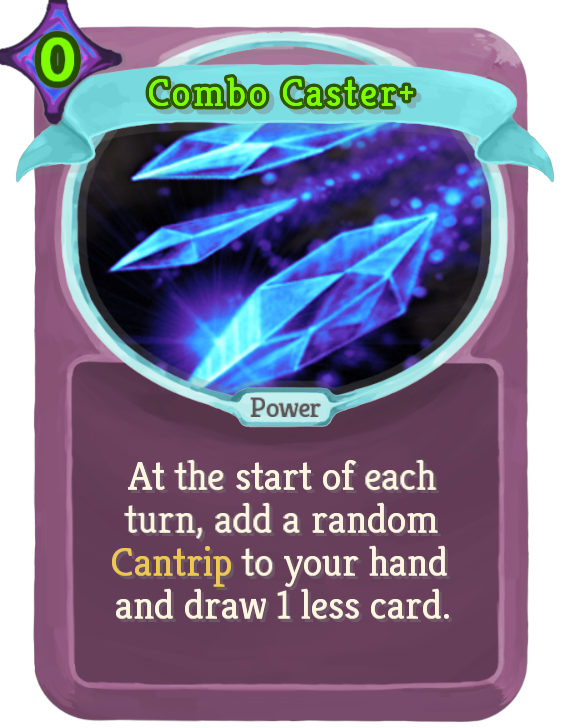 0
Combo Caster+
Power
At the start of each
turn, add a random
Cantrip to your hand
and draw 1 less card.